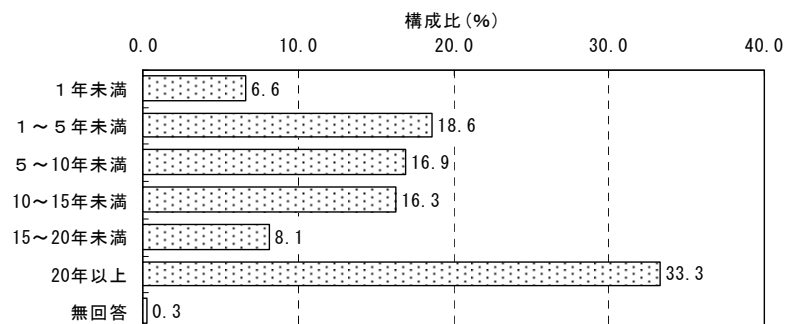 構成比(%)
0.0 10.0 20.0 30.0 40.0
1年未満 6.6
1～5年未満 18.6
5～10年未満 16.9
10～15年未満 16.3
15～20年未満 8.1
20年以上 33.3
無回答 0.3